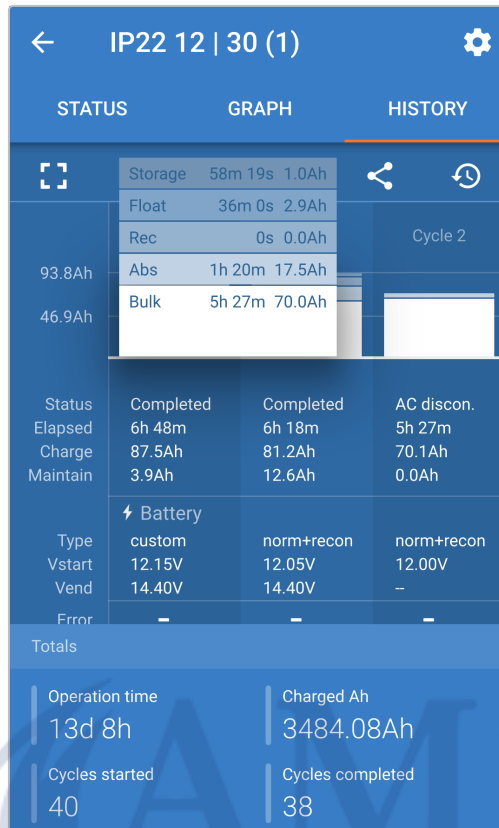 IP22 12 | 30 (1)
STATUS GRAPH HISTORY
Storage 58m 19s 1.0Ah
Float 36m 0s 2.9Ah
Rec 0s 0.0Ah
Cycle 2
Abs 1h 20m 17.5Ah
93.8Ah
Bulk 5h 27m 70.0Ah
46.9Ah
Status Completed Completed AC discon.
Elapsed 6h 48m 6h 18m 5h 27m
Charge 87.5Ah 81.2Ah 70.1Ah
Maintain 3.9Ah 12.6Ah 0.0Ah
Battery
Type custom norm+recon norm+recon
Vstart 12.15V 12.05V 12.00V
Vend 14.40V 14.40V --
Error - - -
Totals
Operation time Charged Ah
13d 8h 3484.08Ah
Cycles started Cycles completed
40 38
AM